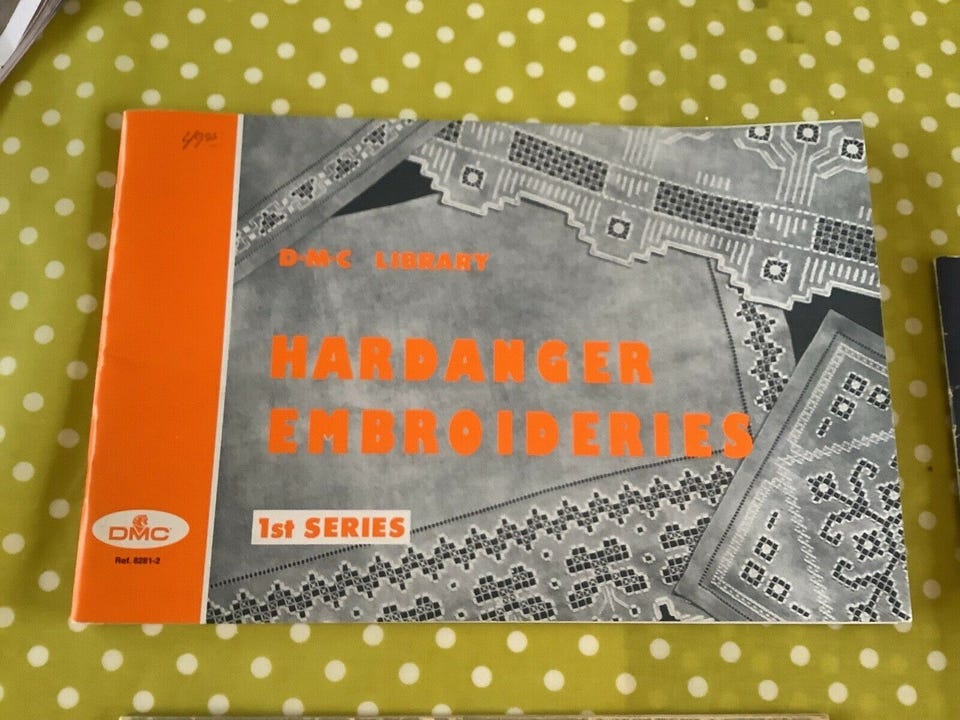 D·M·C LIBRARY
HARDANGER
EMBROIDERIES
1st SERIES
DMC
Ref. 8281-2